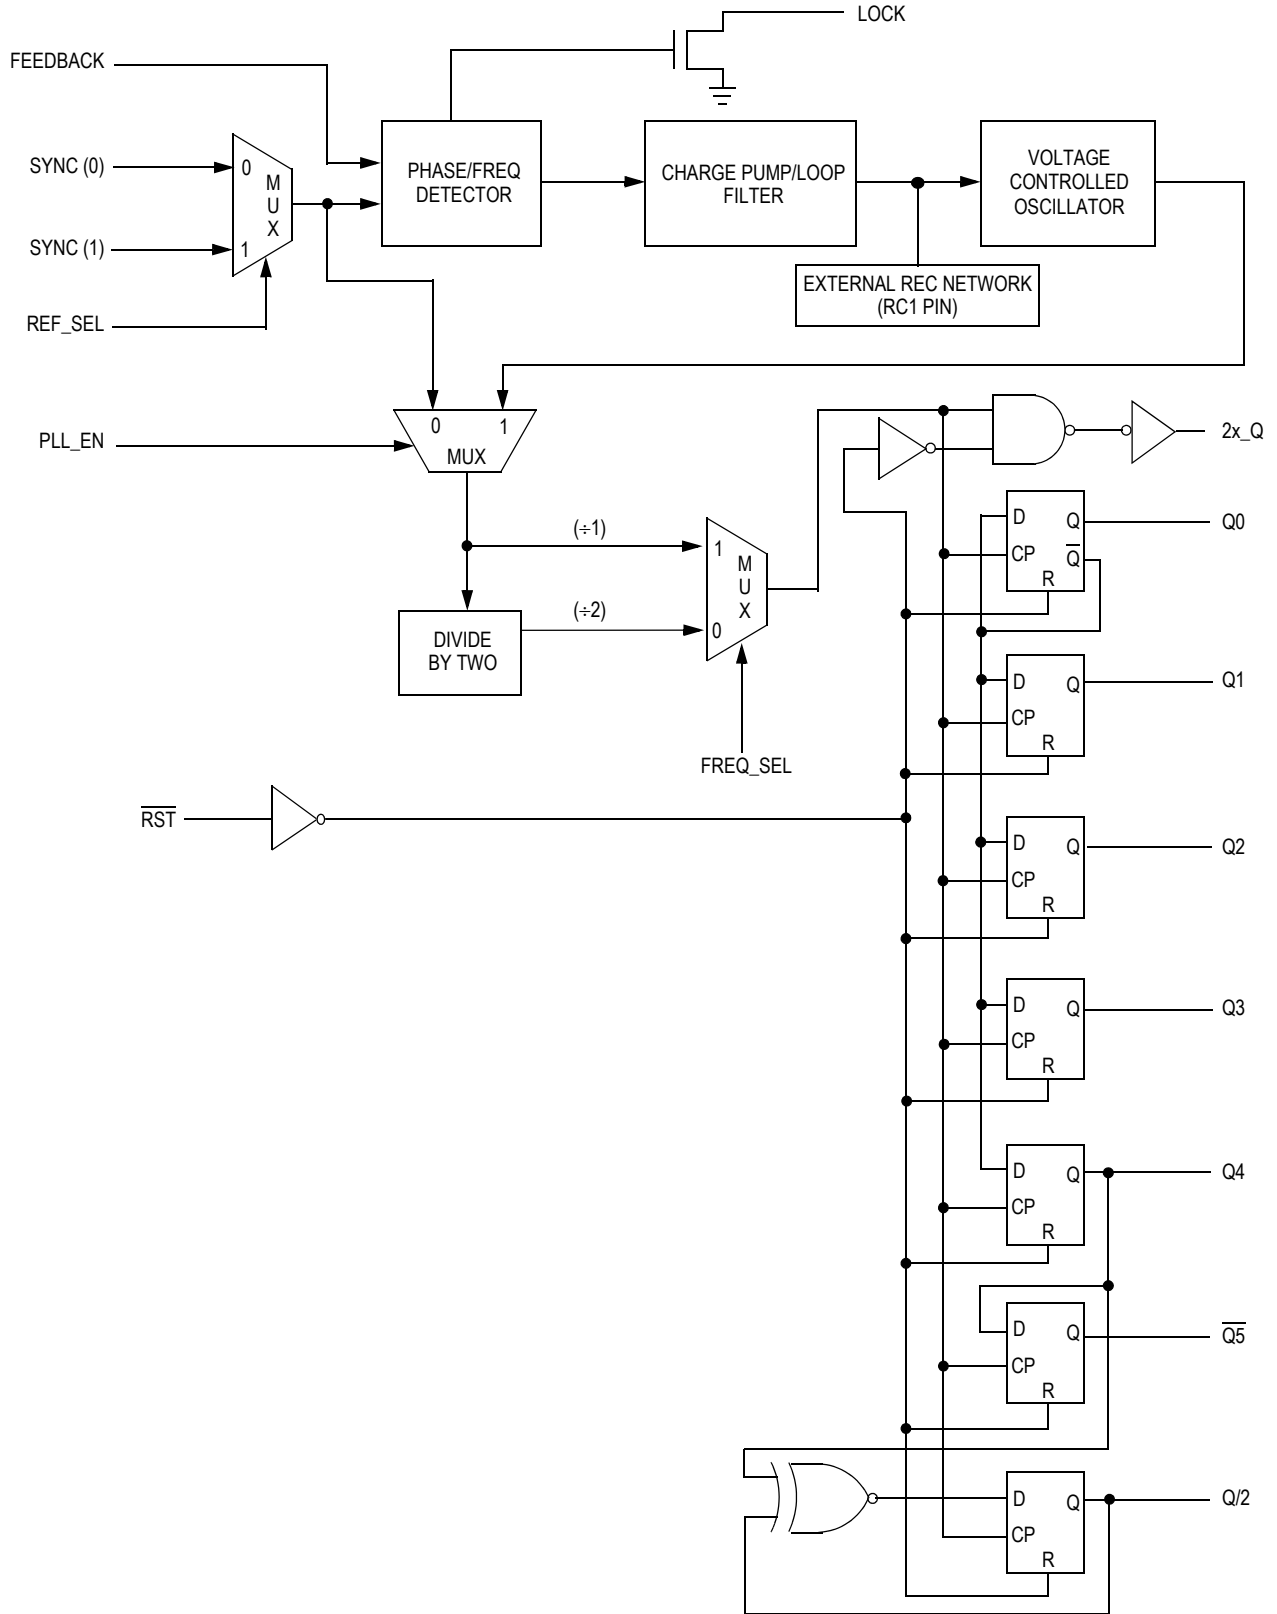 LOCK
FEEDBACK
SYNC (0)
0
M
U
X
PHASE/FREQ
DETECTOR
CHARGE PUMP/LOOP
FILTER
VOLTAGE
CONTROLLED
OSCILLATOR
SYNC (1)
1
EXTERNAL REC NETWORK
(RC1 PIN)
REF_SEL
0 1
MUX
PLL_EN
2x_Q
(÷1)
1
M
U
X
(÷2)
0
DIVIDE
BY TWO
FREQ_SEL
D Q
CP Q̅
R
Q0
D Q
CP
R
Q1
R̅S̅T̅
D Q
CP
R
Q2
D Q
CP
R
Q3
D Q
CP
R
Q4
D Q
CP
R
Q̅5̅
D Q
CP
R
Q/2